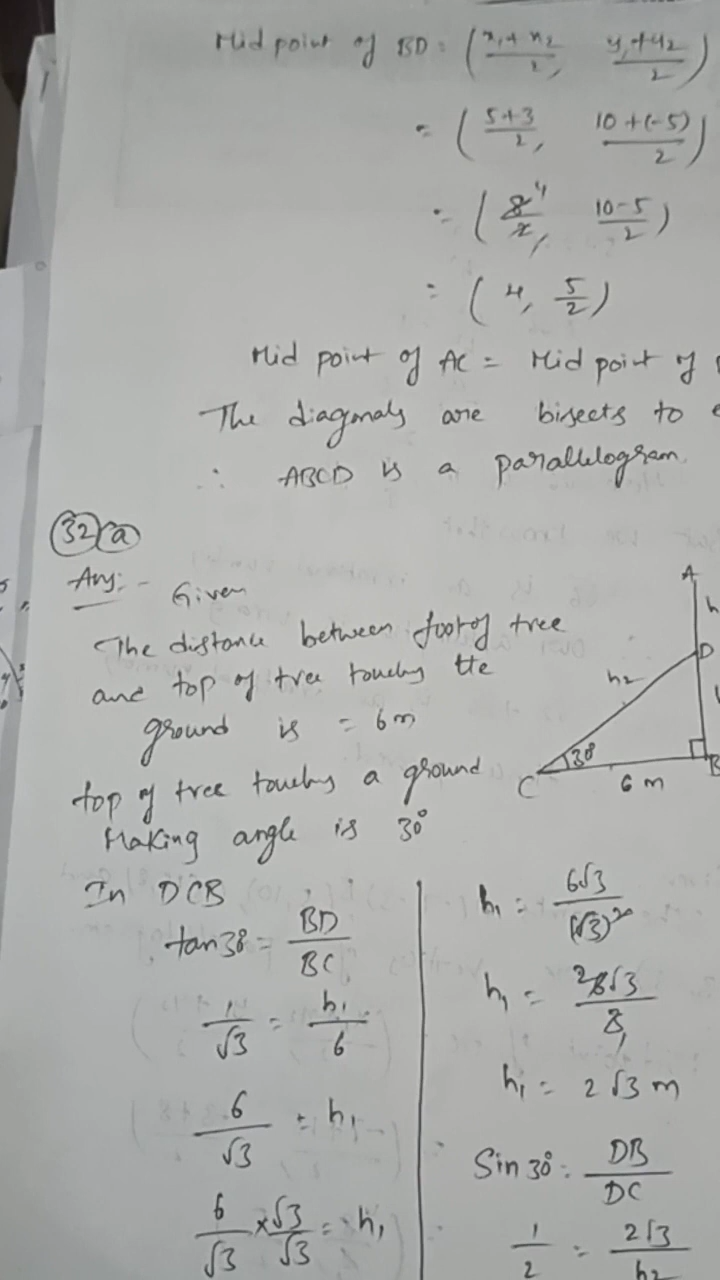 Mid point of BD = ( x₁+x₂/2, y₁+y₂/2 )
= ( 5+3/2, 10+(-5)/2 )
= ( 8/2, 10-5/2 )
= ( 4, 5/2 )
Mid point of AC = Mid point of
The diagonals are bisects to
∴ ABCD is a parallelogram.
32 a
Ans: - Given
The distance between foot of tree
and top of tree touches the
ground is = 6m
top of tree touches a ground
Making angle is 30°
A
h
D
h₂
30°
C
6 m
B
In DCB
tan 30° = BD/BC
1/√3 = h₁/6
6/√3 = h₁
6/√3 × √3/√3 = h₁
h₁ = 6√3/(√3)²
h₁ = 6√3/3
h₁ = 2√3 m
Sin 30° = DB/DC
1/2 = 2√3/h₂